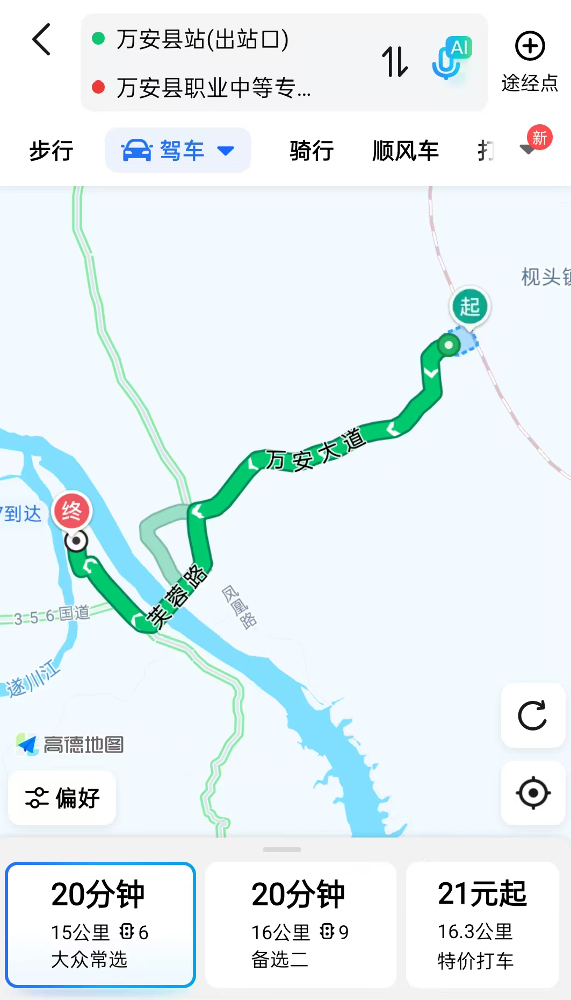 万安县站(出站口)
万安县职业中等专...
AI
途经点
步行
驾车
骑行
顺风车
新
枧头镇
起
万安大道
终
7到达
芙蓉路
凤凰路
356国道
遂川江
高德地图
偏好
20分钟
15公里 6
大众常选
20分钟
16公里 9
备选二
21元起
16.3公里
特价打车